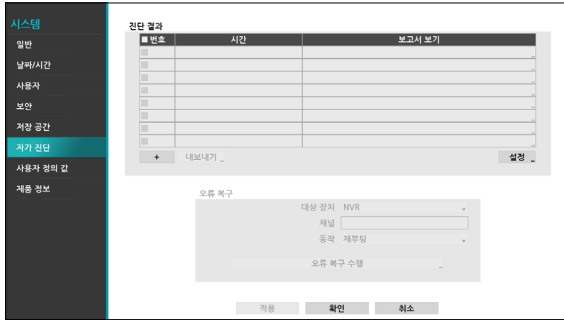 시스템
일반
날짜/시간
사용자
보안
저장 공간
자가 진단
사용자 정의 값
제품 정보
진단 결과
번호 시간 보고서 보기
+ 내보내기 _ 설정 _
오류 복구
대상 장치 NVR
채널
동작 재부팅
오류 복구 수행 _
적용 확인 취소